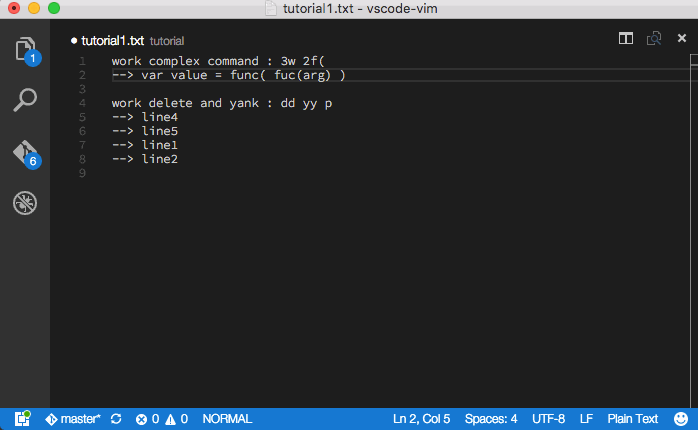 tutorial1.txt - vscode-vim
tutorial1.txt tutorial
1 work complex command : 3w 2f(
2 --> var value = func( fuc(arg) )
3
4 work delete and yank : dd yy p
5 --> line4
6 --> line5
7 --> line1
8 --> line2
9
1
6
master* 0 0 NORMAL Ln 2, Col 5 Spaces: 4 UTF-8 LF Plain Text